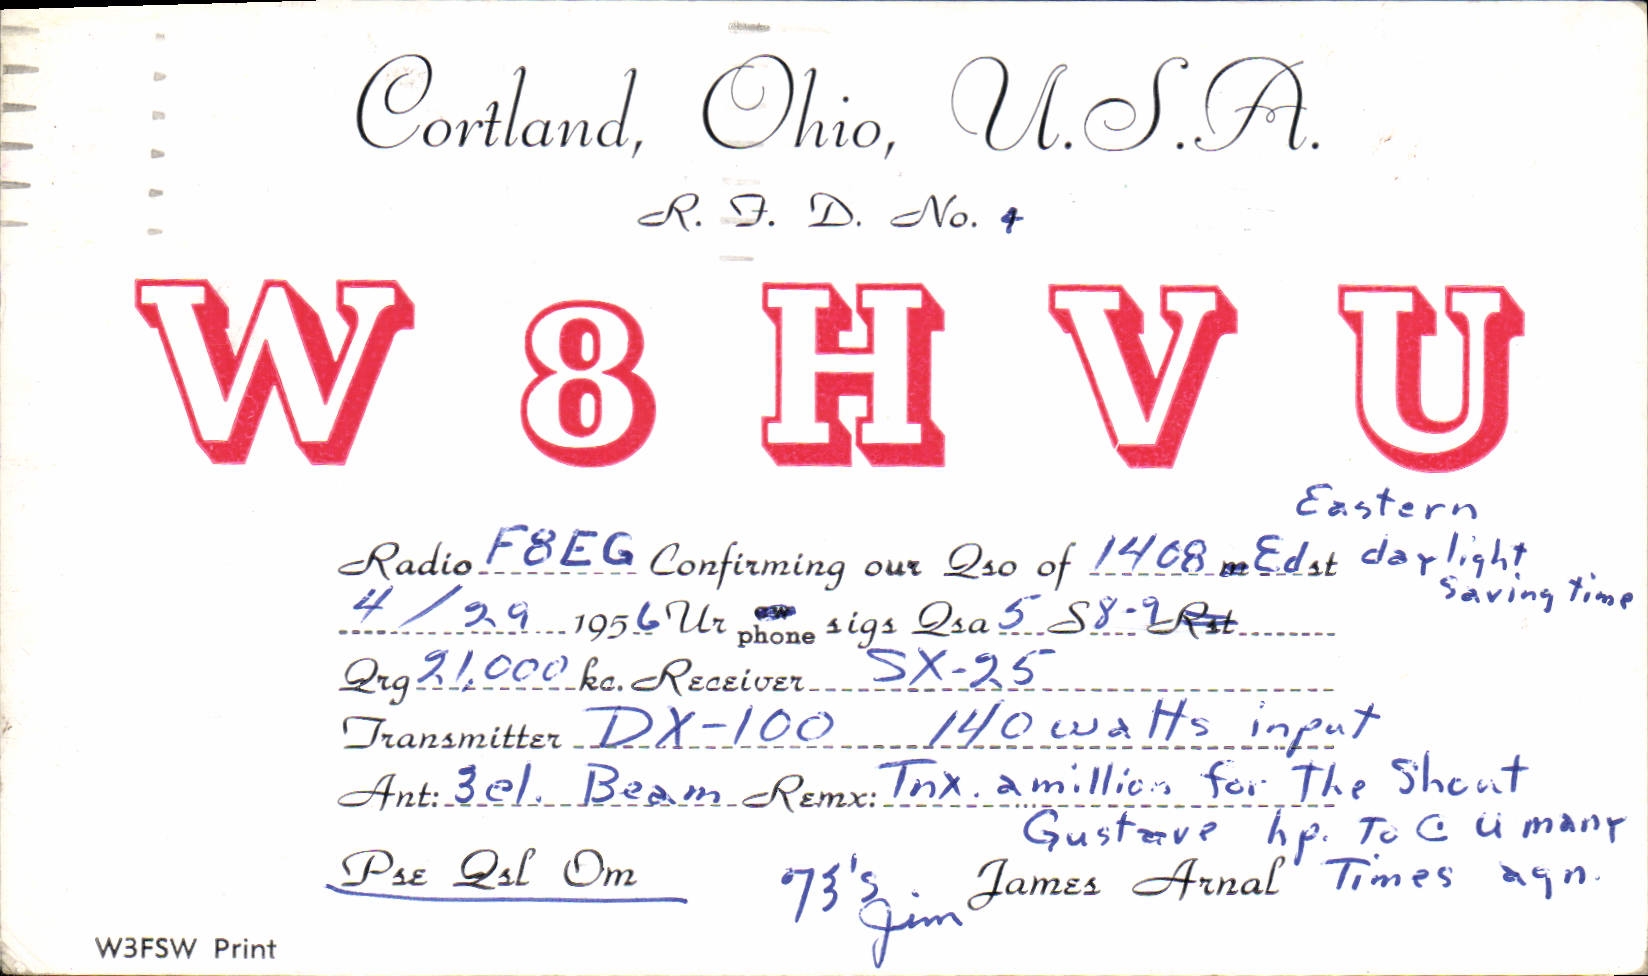 Cortland, Ohio, U.S.A.
R. F. D. No. 4
W8HVU
Eastern
Radio F8EG Confirming our Qso of 1408 m Edst daylight
saving time
4/29 1956 Ur phone sigs Qsa 5 S 8-9 Rst
Qrg 21,000 kc. Receiver SX-25
Transmitter DX-100 140 watts input
Ant: 3 el. Beam Remx: Tnx. a million for The Shout
Gustave hp. To C U many
Pse Qsl Om 73's Jim James Arnal Times agn.
W3FSW Print